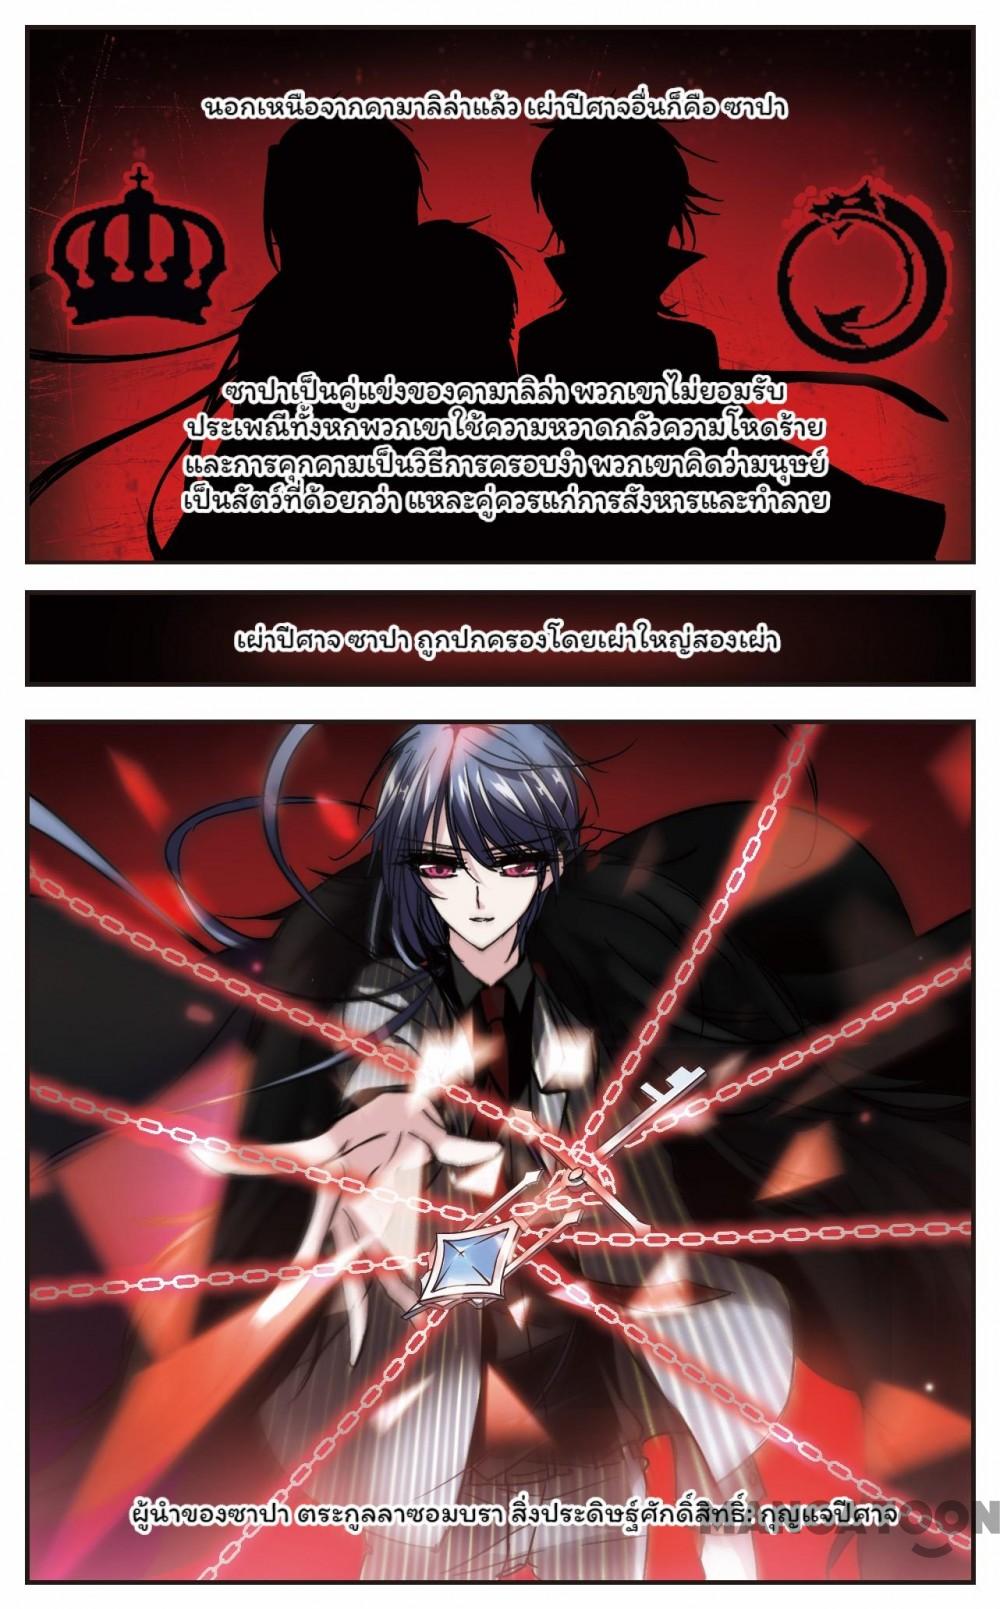 นอกเหนือจากคามาลิล่าแล้ว เผ่าปีศาจอื่นก็คือ ซาปา
ซาปาเป็นคู่แข่งของคามาลิล่า พวกเขาไม่ยอมรับ
ประเพณีทั้งหกพวกเขาใช้ความหวาดกลัวความโหดร้าย
และการคุกคามเป็นวิธีการครอบงำ พวกเขาคิดว่ามนุษย์
เป็นสัตว์ที่ด้อยกว่า แหละคู่ควรแก่การสังหารและทำลาย
เผ่าปีศาจ ซาปา ถูกปกครองโดยเผ่าใหญ่สองเผ่า
ผู้นำของซาปา ตระกูลลาซอมบรา สิ่งประดิษฐ์ศักดิ์สิทธิ์: กุญแจปีศาจ
MANGATOON